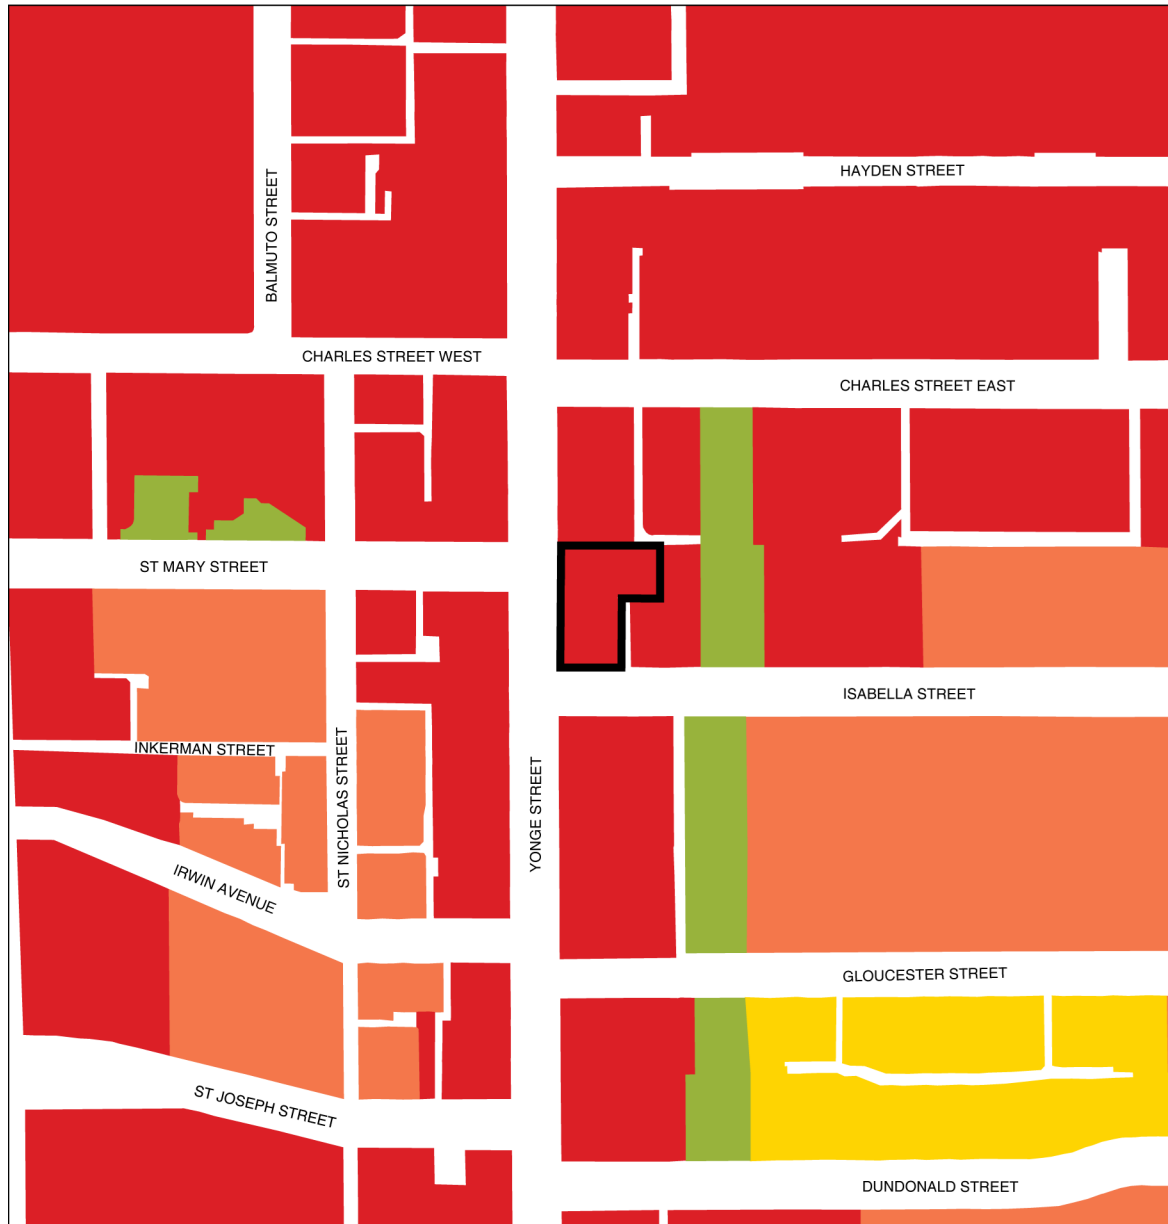 HAYDEN STREET
BALMUTO STREET
CHARLES STREET WEST
CHARLES STREET EAST
ST MARY STREET
ISABELLA STREET
INKERMAN STREET
ST NICHOLAS STREET
YONGE STREET
IRWIN AVENUE
GLOUCESTER STREET
ST JOSEPH STREET
DUNDONALD STREET